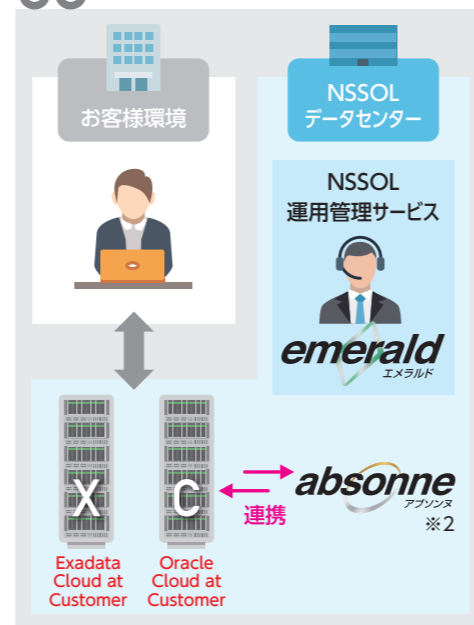 お客様環境
NSSOL
データセンター
NSSOL
運用管理サービス
emerald
エメラルド
X
C
連携
absonne
アブソンヌ
※2
Exadata
Cloud at
Customer
Oracle
Cloud at
Customer